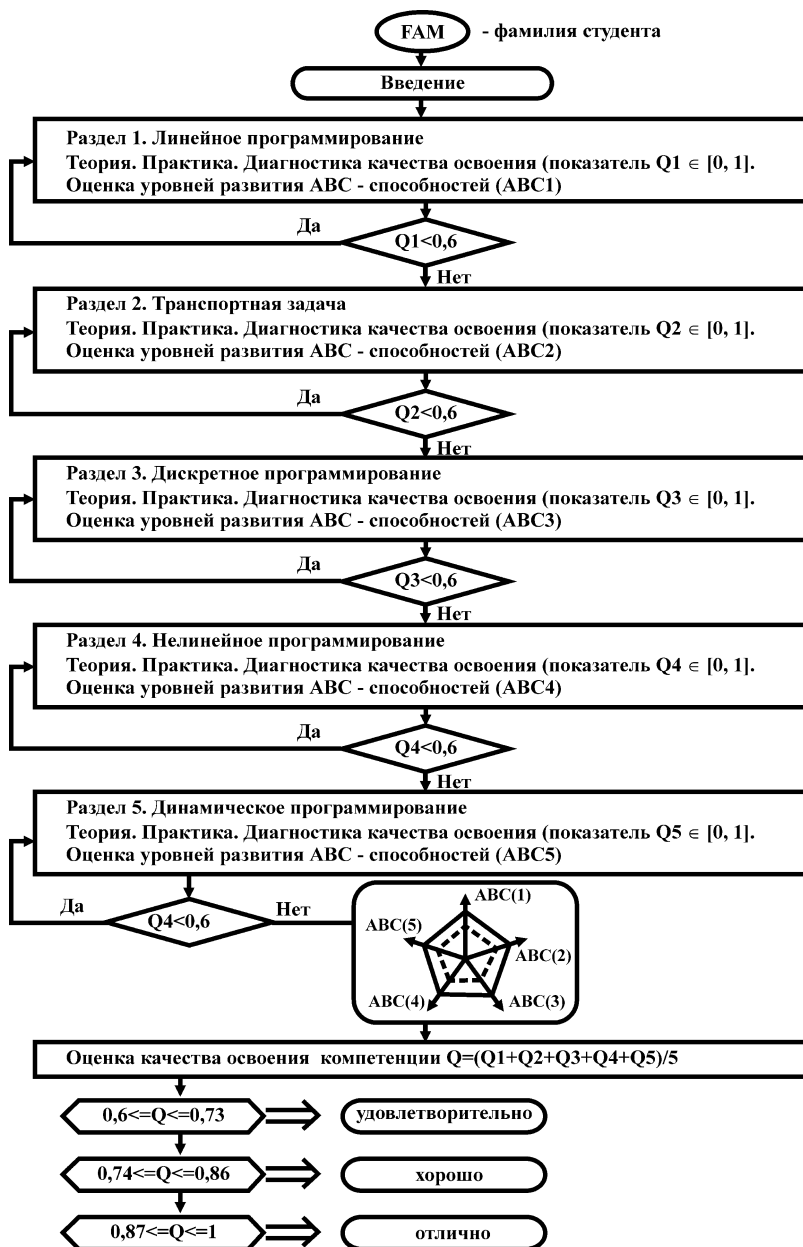 FAM - фамилия студента
Введение
Раздел 1. Линейное программирование
Теория. Практика. Диагностика качества освоения (показатель Q1 ∈ [0, 1].
Оценка уровней развития АВС - способностей (АВС1)
Да
Q1<0,6
Нет
Раздел 2. Транспортная задача
Теория. Практика. Диагностика качества освоения (показатель Q2 ∈ [0, 1].
Оценка уровней развития АВС - способностей (АВС2)
Да
Q2<0,6
Нет
Раздел 3. Дискретное программирование
Теория. Практика. Диагностика качества освоения (показатель Q3 ∈ [0, 1].
Оценка уровней развития АВС - способностей (АВС3)
Да
Q3<0,6
Нет
Раздел 4. Нелинейное программирование
Теория. Практика. Диагностика качества освоения (показатель Q4 ∈ [0, 1].
Оценка уровней развития АВС - способностей (АВС4)
Да
Q4<0,6
Нет
Раздел 5. Динамическое программирование
Теория. Практика. Диагностика качества освоения (показатель Q5 ∈ [0, 1].
Оценка уровней развития АВС - способностей (АВС5)
Да
Q4<0,6
Нет
АВС(1)
АВС(5)
АВС(2)
АВС(4)
АВС(3)
Оценка качества освоения компетенции Q=(Q1+Q2+Q3+Q4+Q5)/5
0,6<=Q<=0,73
удовлетворительно
0,74<=Q<=0,86
хорошо
0,87<=Q<=1
отлично